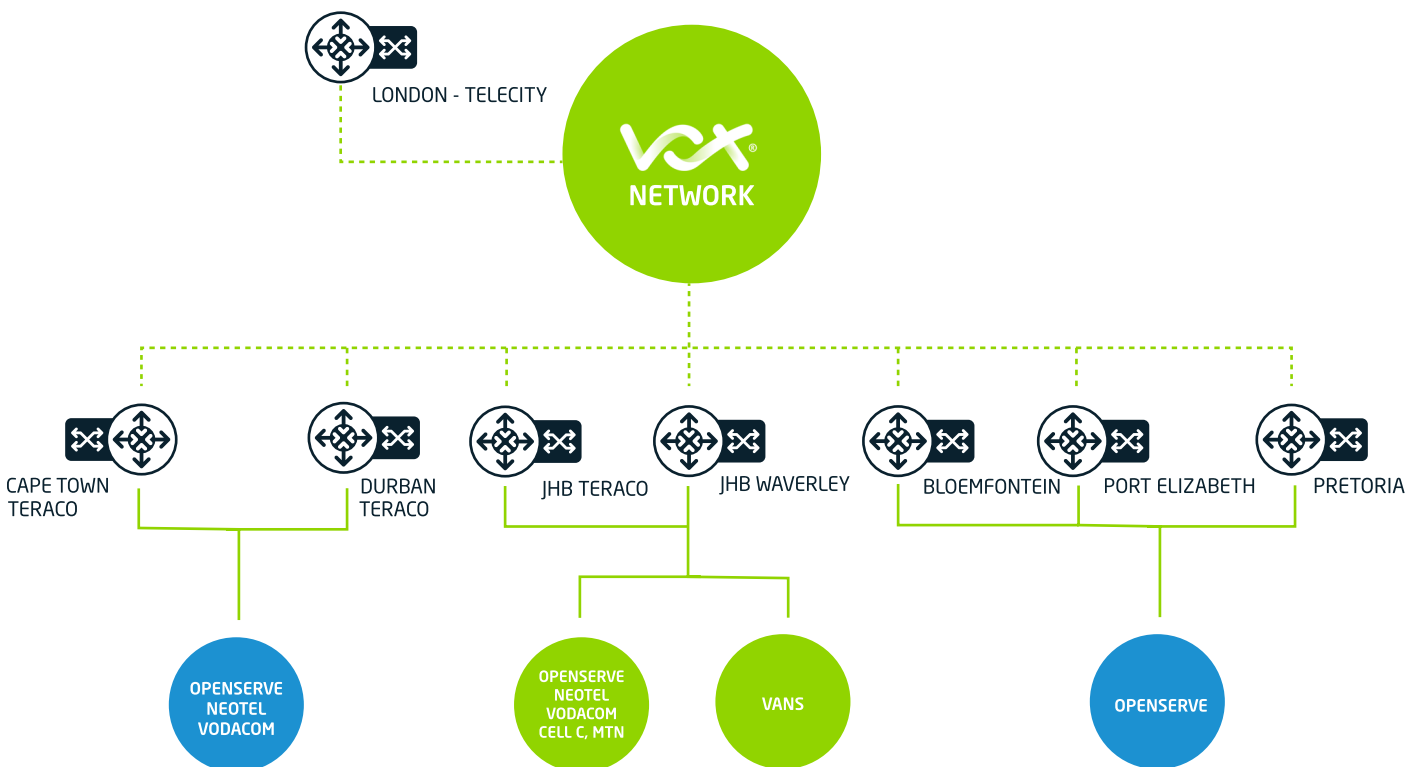 LONDON - TELECITY
VOX®
NETWORK
CAPE TOWN
TERACO
DURBAN
TERACO
JHB TERACO
JHB WAVERLEY
BLOEMFONTEIN
PORT ELIZABETH
PRETORIA
OPENSERVE
NEOTEL
VODACOM
OPENSERVE
NEOTEL
VODACOM
CELL C, MTN
VANS
OPENSERVE